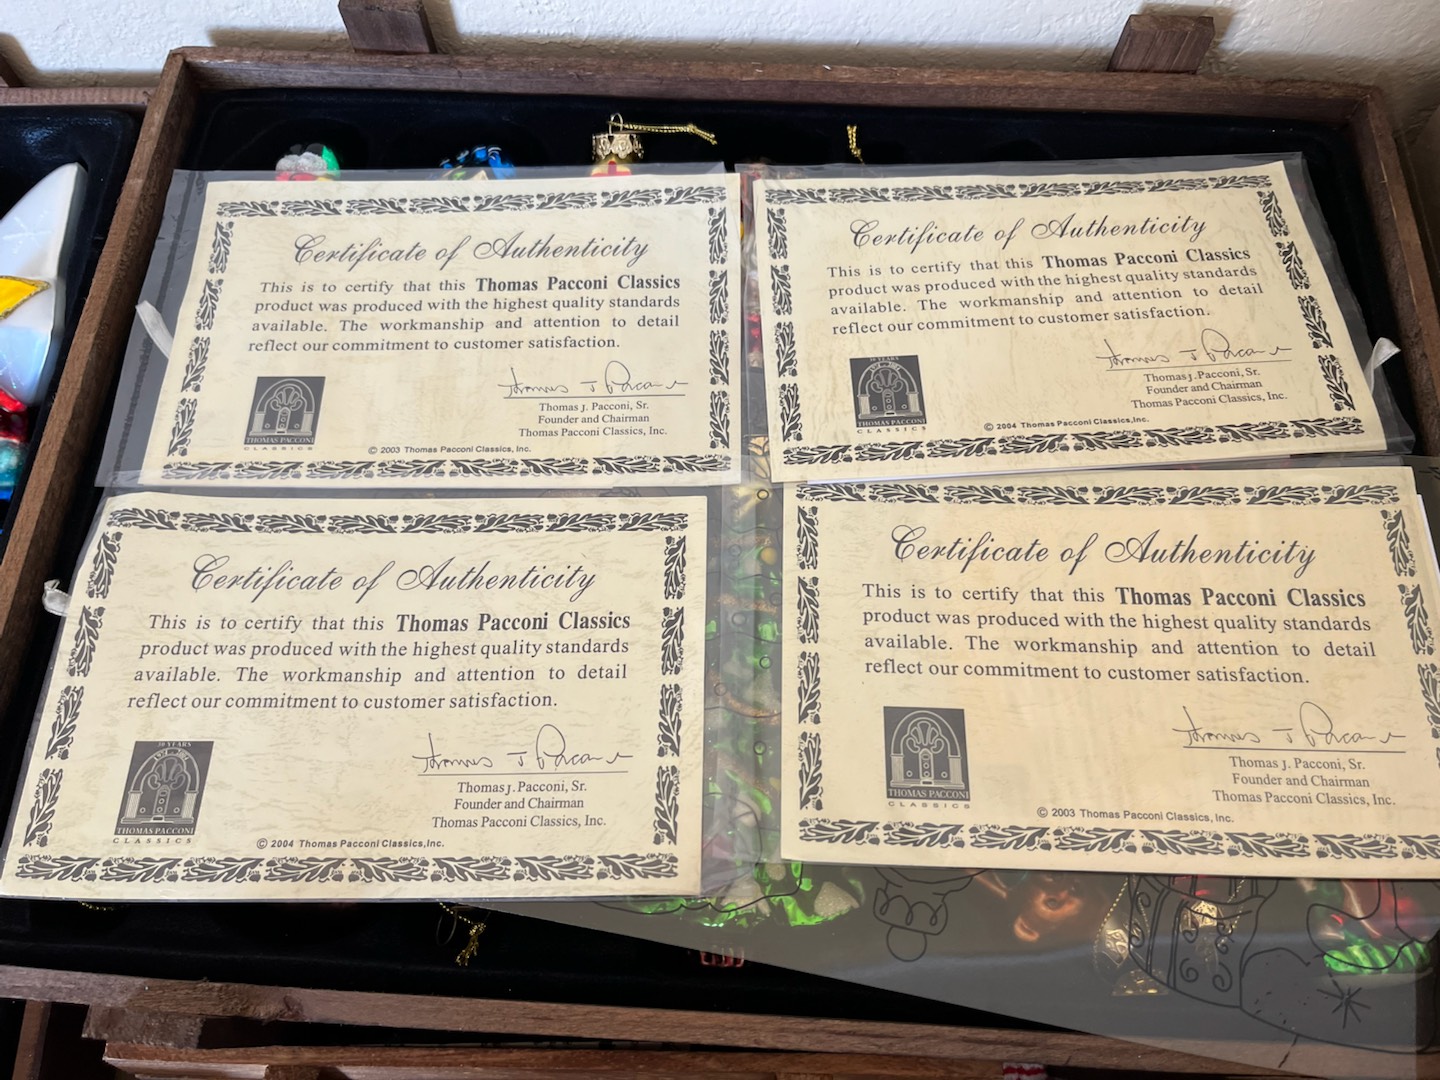 Certificate of Authenticity
This is to certify that this Thomas Pacconi Classics
product was produced with the highest quality standards
available. The workmanship and attention to detail
reflect our commitment to customer satisfaction.
Thomas J. Pacconi, Sr.
Founder and Chairman
Thomas Pacconi Classics, Inc.
THOMAS PACCONI
CLASSICS
© 2003 Thomas Pacconi Classics, Inc.
Certificate of Authenticity
This is to certify that this Thomas Pacconi Classics
product was produced with the highest quality standards
available. The workmanship and attention to detail
reflect our commitment to customer satisfaction.
30 YEARS
Thomas J. Pacconi, Sr.
Founder and Chairman
Thomas Pacconi Classics, Inc.
THOMAS PACCONI
CLASSICS
© 2004 Thomas Pacconi Classics, Inc.
Certificate of Authenticity
This is to certify that this Thomas Pacconi Classics
product was produced with the highest quality standards
available. The workmanship and attention to detail
reflect our commitment to customer satisfaction.
30 YEARS
Thomas J. Pacconi, Sr.
Founder and Chairman
Thomas Pacconi Classics, Inc.
THOMAS PACCONI
CLASSICS
© 2004 Thomas Pacconi Classics, Inc.
Certificate of Authenticity
This is to certify that this Thomas Pacconi Classics
product was produced with the highest quality standards
available. The workmanship and attention to detail
reflect our commitment to customer satisfaction.
Thomas J. Pacconi, Sr.
Founder and Chairman
Thomas Pacconi Classics, Inc.
THOMAS PACCONI
CLASSICS
© 2003 Thomas Pacconi Classics, Inc.